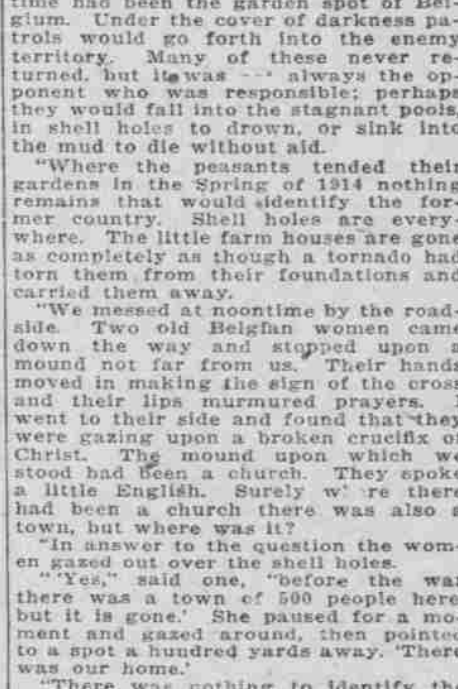 time had been the garden spot of Bel-
gium. Under the cover of darkness pa-
trols would go forth into the enemy
territory. Many of these never re-
turned, but it was always the op-
ponent who was responsible; perhaps
they would fall into the stagnant pools,
in shell holes to drown, or sink into
the mud to die without aid.
"Where the peasants tended their
gardens in the Spring of 1914 nothing
remains that would identify the for-
mer country. Shell holes are every-
where. The little farm houses are gone
as completely as though a tornado had
torn them from their foundations and
carried them away.
"We messed at noontime by the road-
side. Two old Belgian women came
down the way and stopped upon a
mound not far from us. Their hands
moved in making the sign of the cross
and their lips murmured prayers. I
went to their side and found that they
were gazing upon a broken crucifix of
Christ. The mound upon which we
stood had been a church. They spoke
a little English. Surely where there
had been a church there was also a
town, but where was it?
"In answer to the question the wom-
en gazed out over the shell holes.
"'Yes," said one, "before the war
there was a town of 500 people here
but it is gone.' She paused for a mo-
ment and gazed around, then pointed
to a spot a hundred yards away. 'There
was our home.'
"There was nothing to identify the